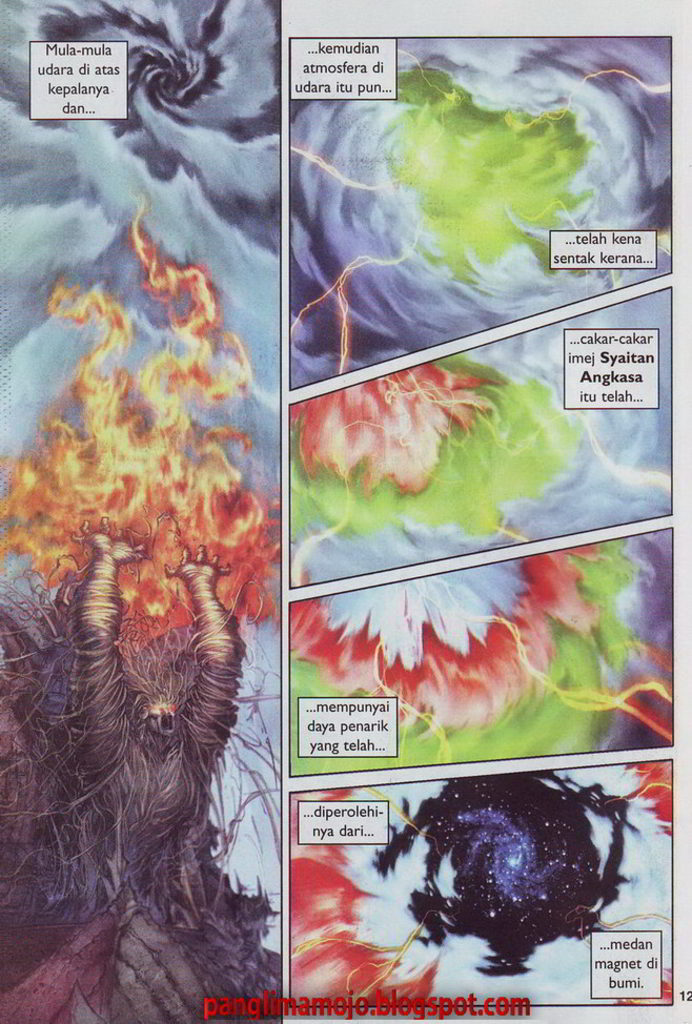 Mula-mula
udara di atas
kepalanya
dan...
...kemudian
atmosfera di
udara itu pun...
...telah kena
sentak kerana...
...cakar-cakar
imej Syaitan
Angkasa
itu telah...
...mempunyai
daya penarik
yang telah...
...diperolehi-
nya dari...
...medan
magnet di
bumi.
12
panglimamojo.blogspot.com